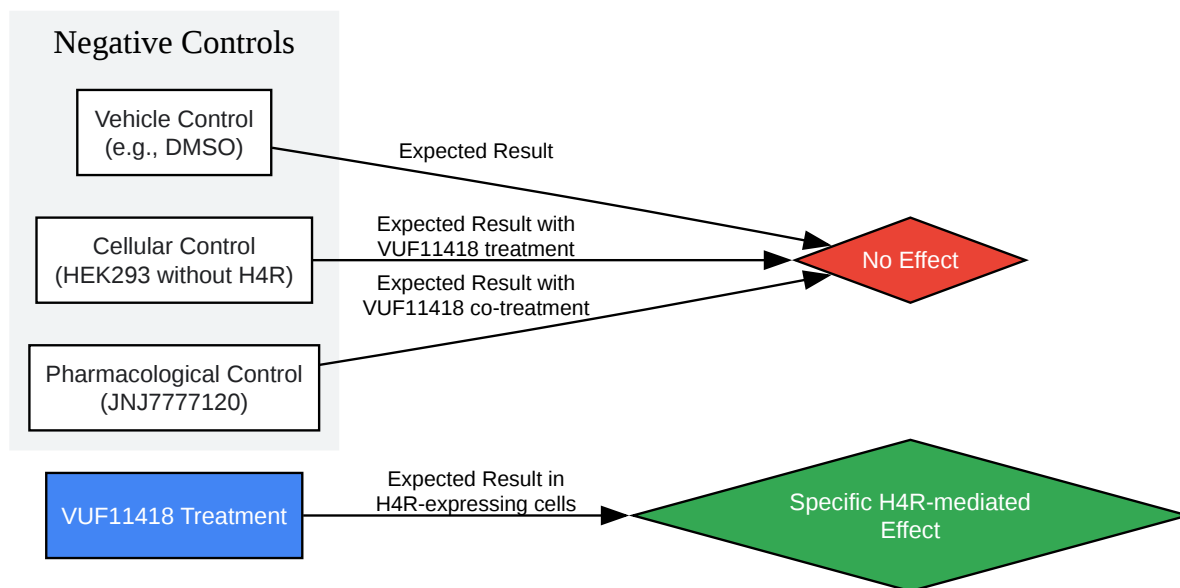 Negative Controls
Vehicle Control
(e.g., DMSO)
Expected Result
Cellular Control
(HEK293 without H4R)
Expected Result with
VUF11418 treatment
No Effect
Expected Result with
VUF11418 co-treatment
Pharmacological Control
(JNJ7777120)
VUF11418 Treatment
Expected Result in
H4R-expressing cells
Specific H4R-mediated
Effect